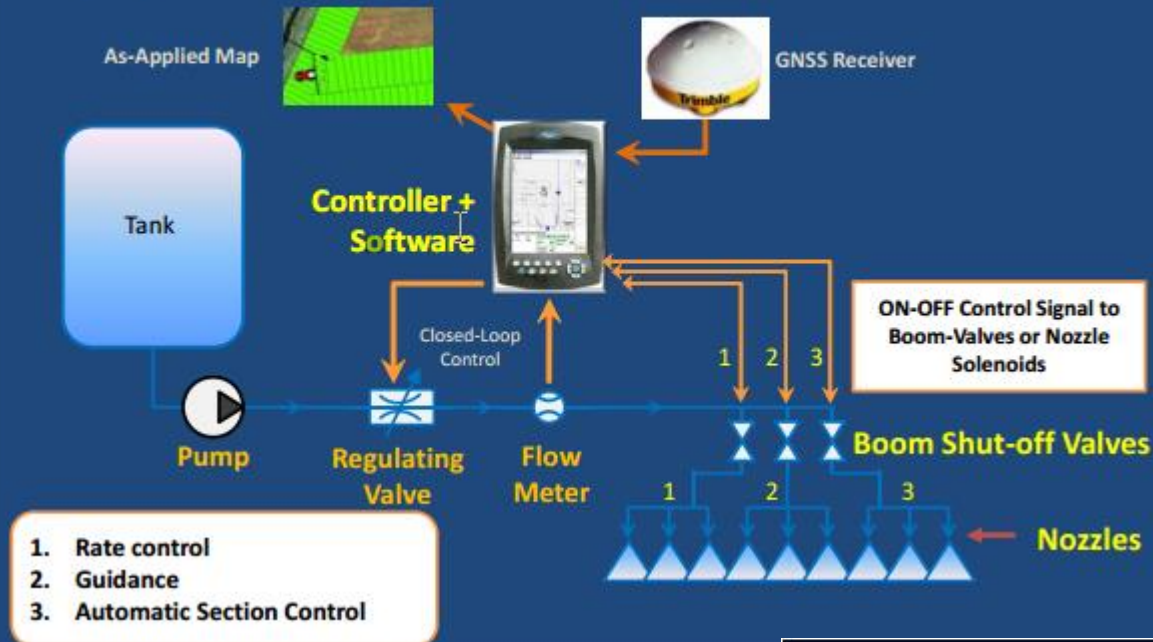 As-Applied Map
GNSS Receiver
Trimble
Tank
Controller +
Software
Closed-Loop
Control
ON-OFF Control Signal to
Boom-Valves or Nozzle
Solenoids
1 2 3
Pump
Regulating
Valve
Flow
Meter
Boom Shut-off Valves
1 2 3
Nozzles
1. Rate control
2. Guidance
3. Automatic Section Control